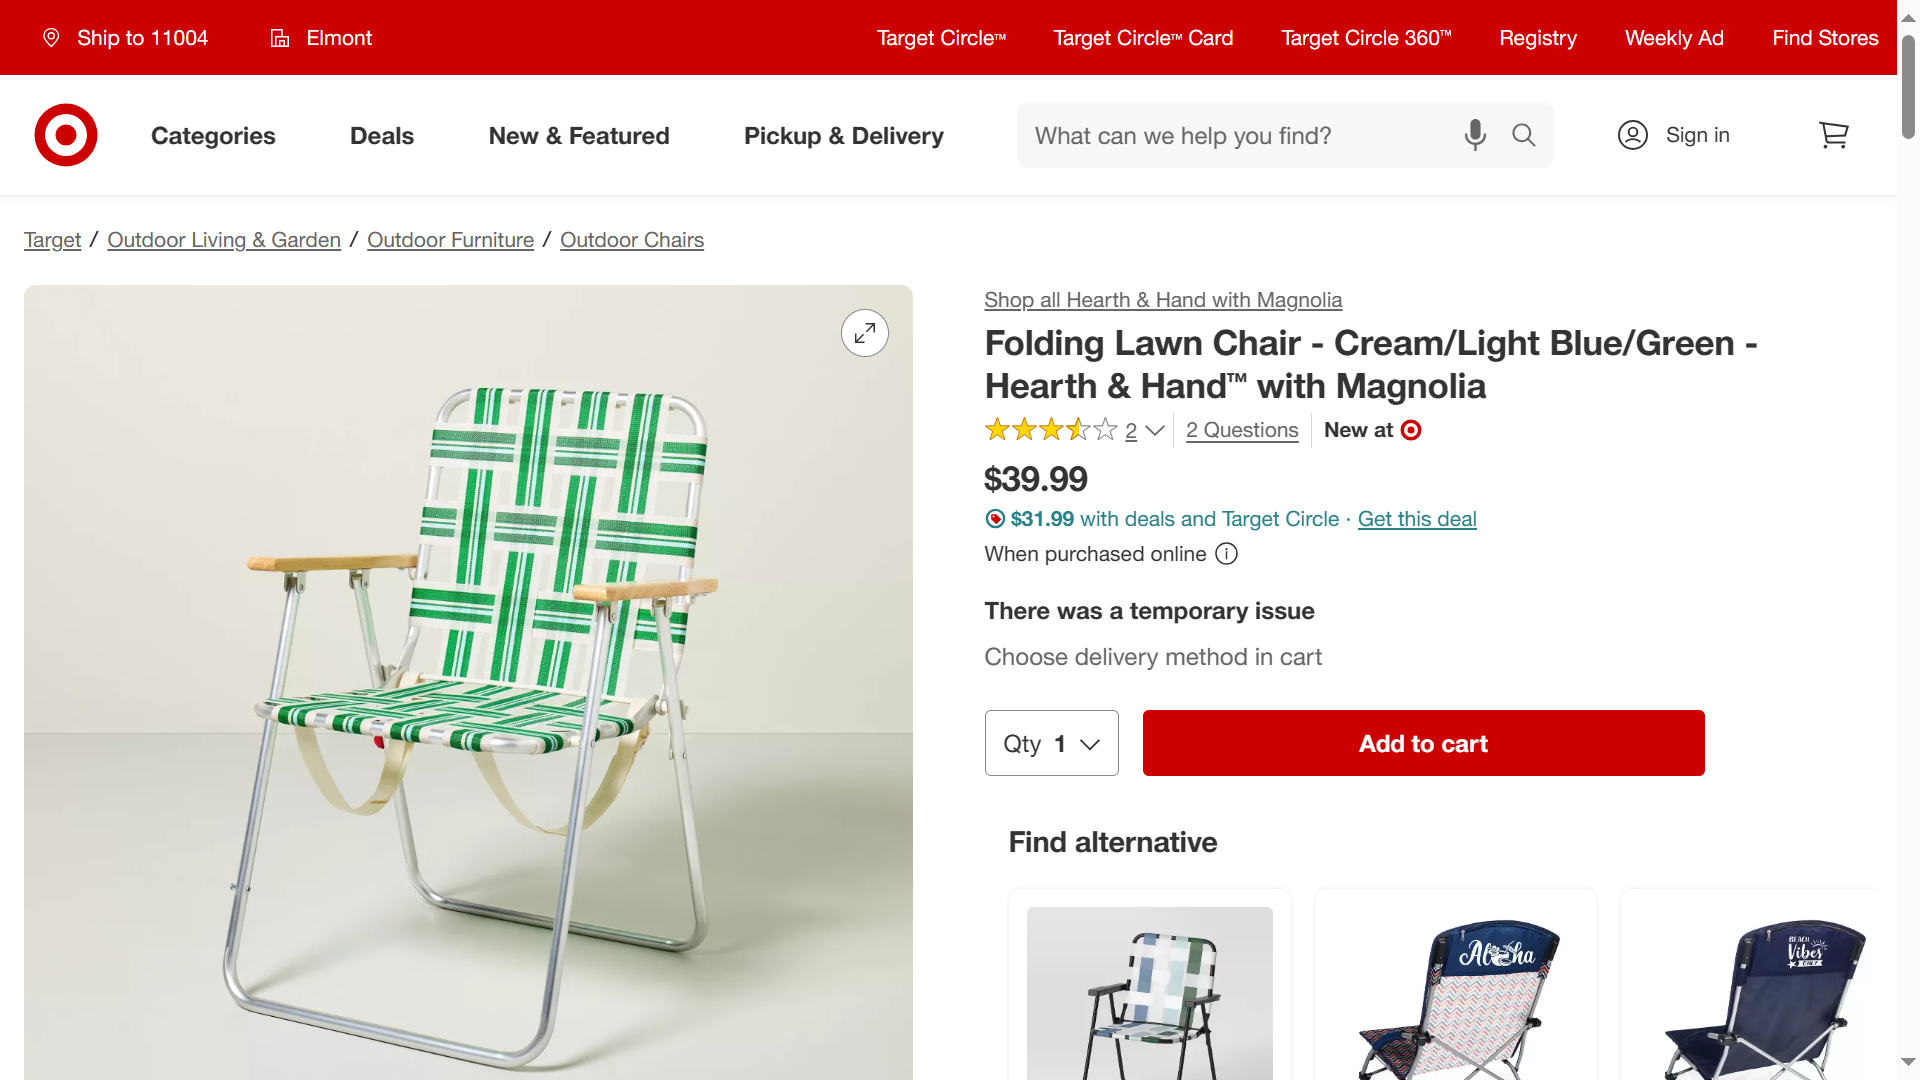 Ship to 11004
Elmont
Target Circle™
Target Circle™ Card
Target Circle 360™
Registry
Weekly Ad
Find Stores
Categories
Deals
New & Featured
Pickup & Delivery
What can we help you find?
Sign in
Target / Outdoor Living & Garden / Outdoor Furniture / Outdoor Chairs
Shop all Hearth & Hand with Magnolia
Folding Lawn Chair - Cream/Light Blue/Green -
Hearth & Hand™ with Magnolia
2
2 Questions
New at
$39.99
$31.99 with deals and Target Circle · Get this deal
When purchased online
There was a temporary issue
Choose delivery method in cart
Qty 1
Add to cart
Find alternative
Aloha
BEACH
Vibes
ONLY